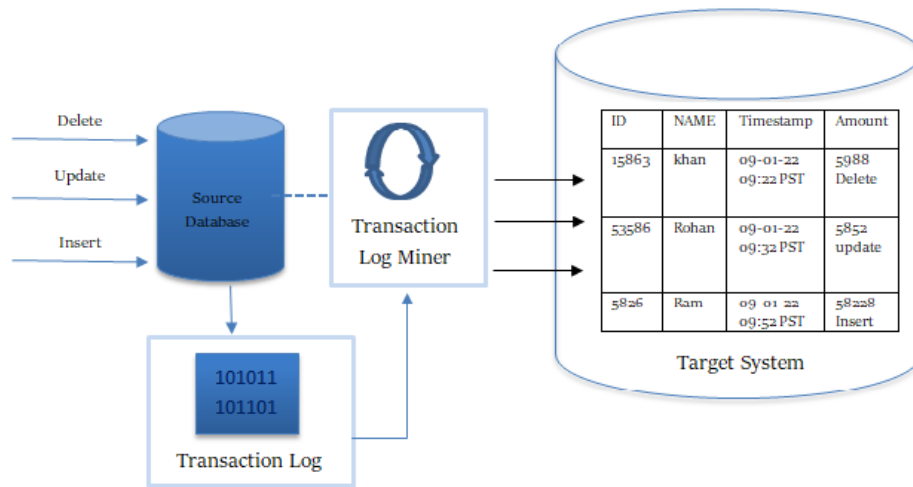 Delete
Update
Insert
Source
Database
Transaction
Log Miner
101011
101101
Transaction Log
ID NAME Timestamp Amount
15863 khan 09-01-22 5988
09:22 PST Delete
53586 Rohan 09-01-22 5852
09:32 PST update
5826 Ram 09 01 22 58228
09:52 PST Insert
Target System